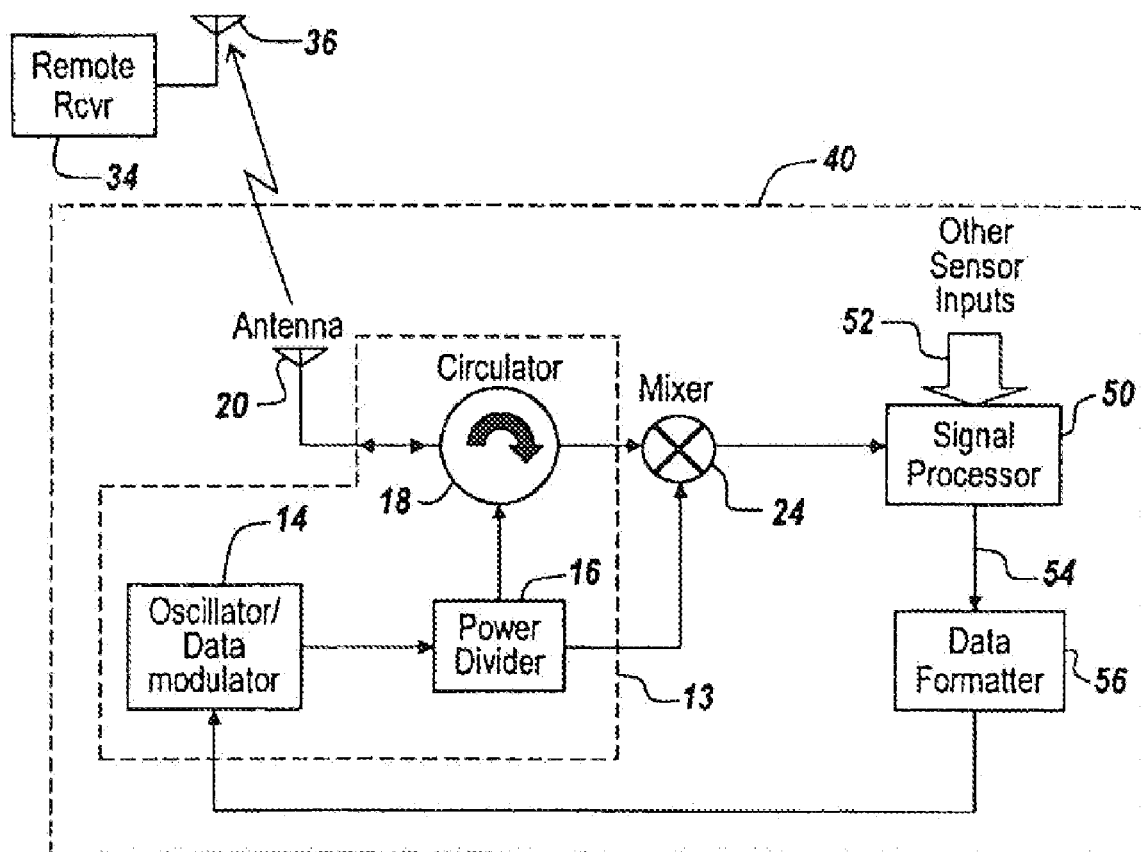 36
Remote
Rcvr
34
40
Other
Sensor
Inputs
52
Antenna
20
Circulator
18
Mixer
24
50
Signal
Processor
14
Oscillator/
Data
modulator
16
Power
Divider
13
54
Data
Formatter
56